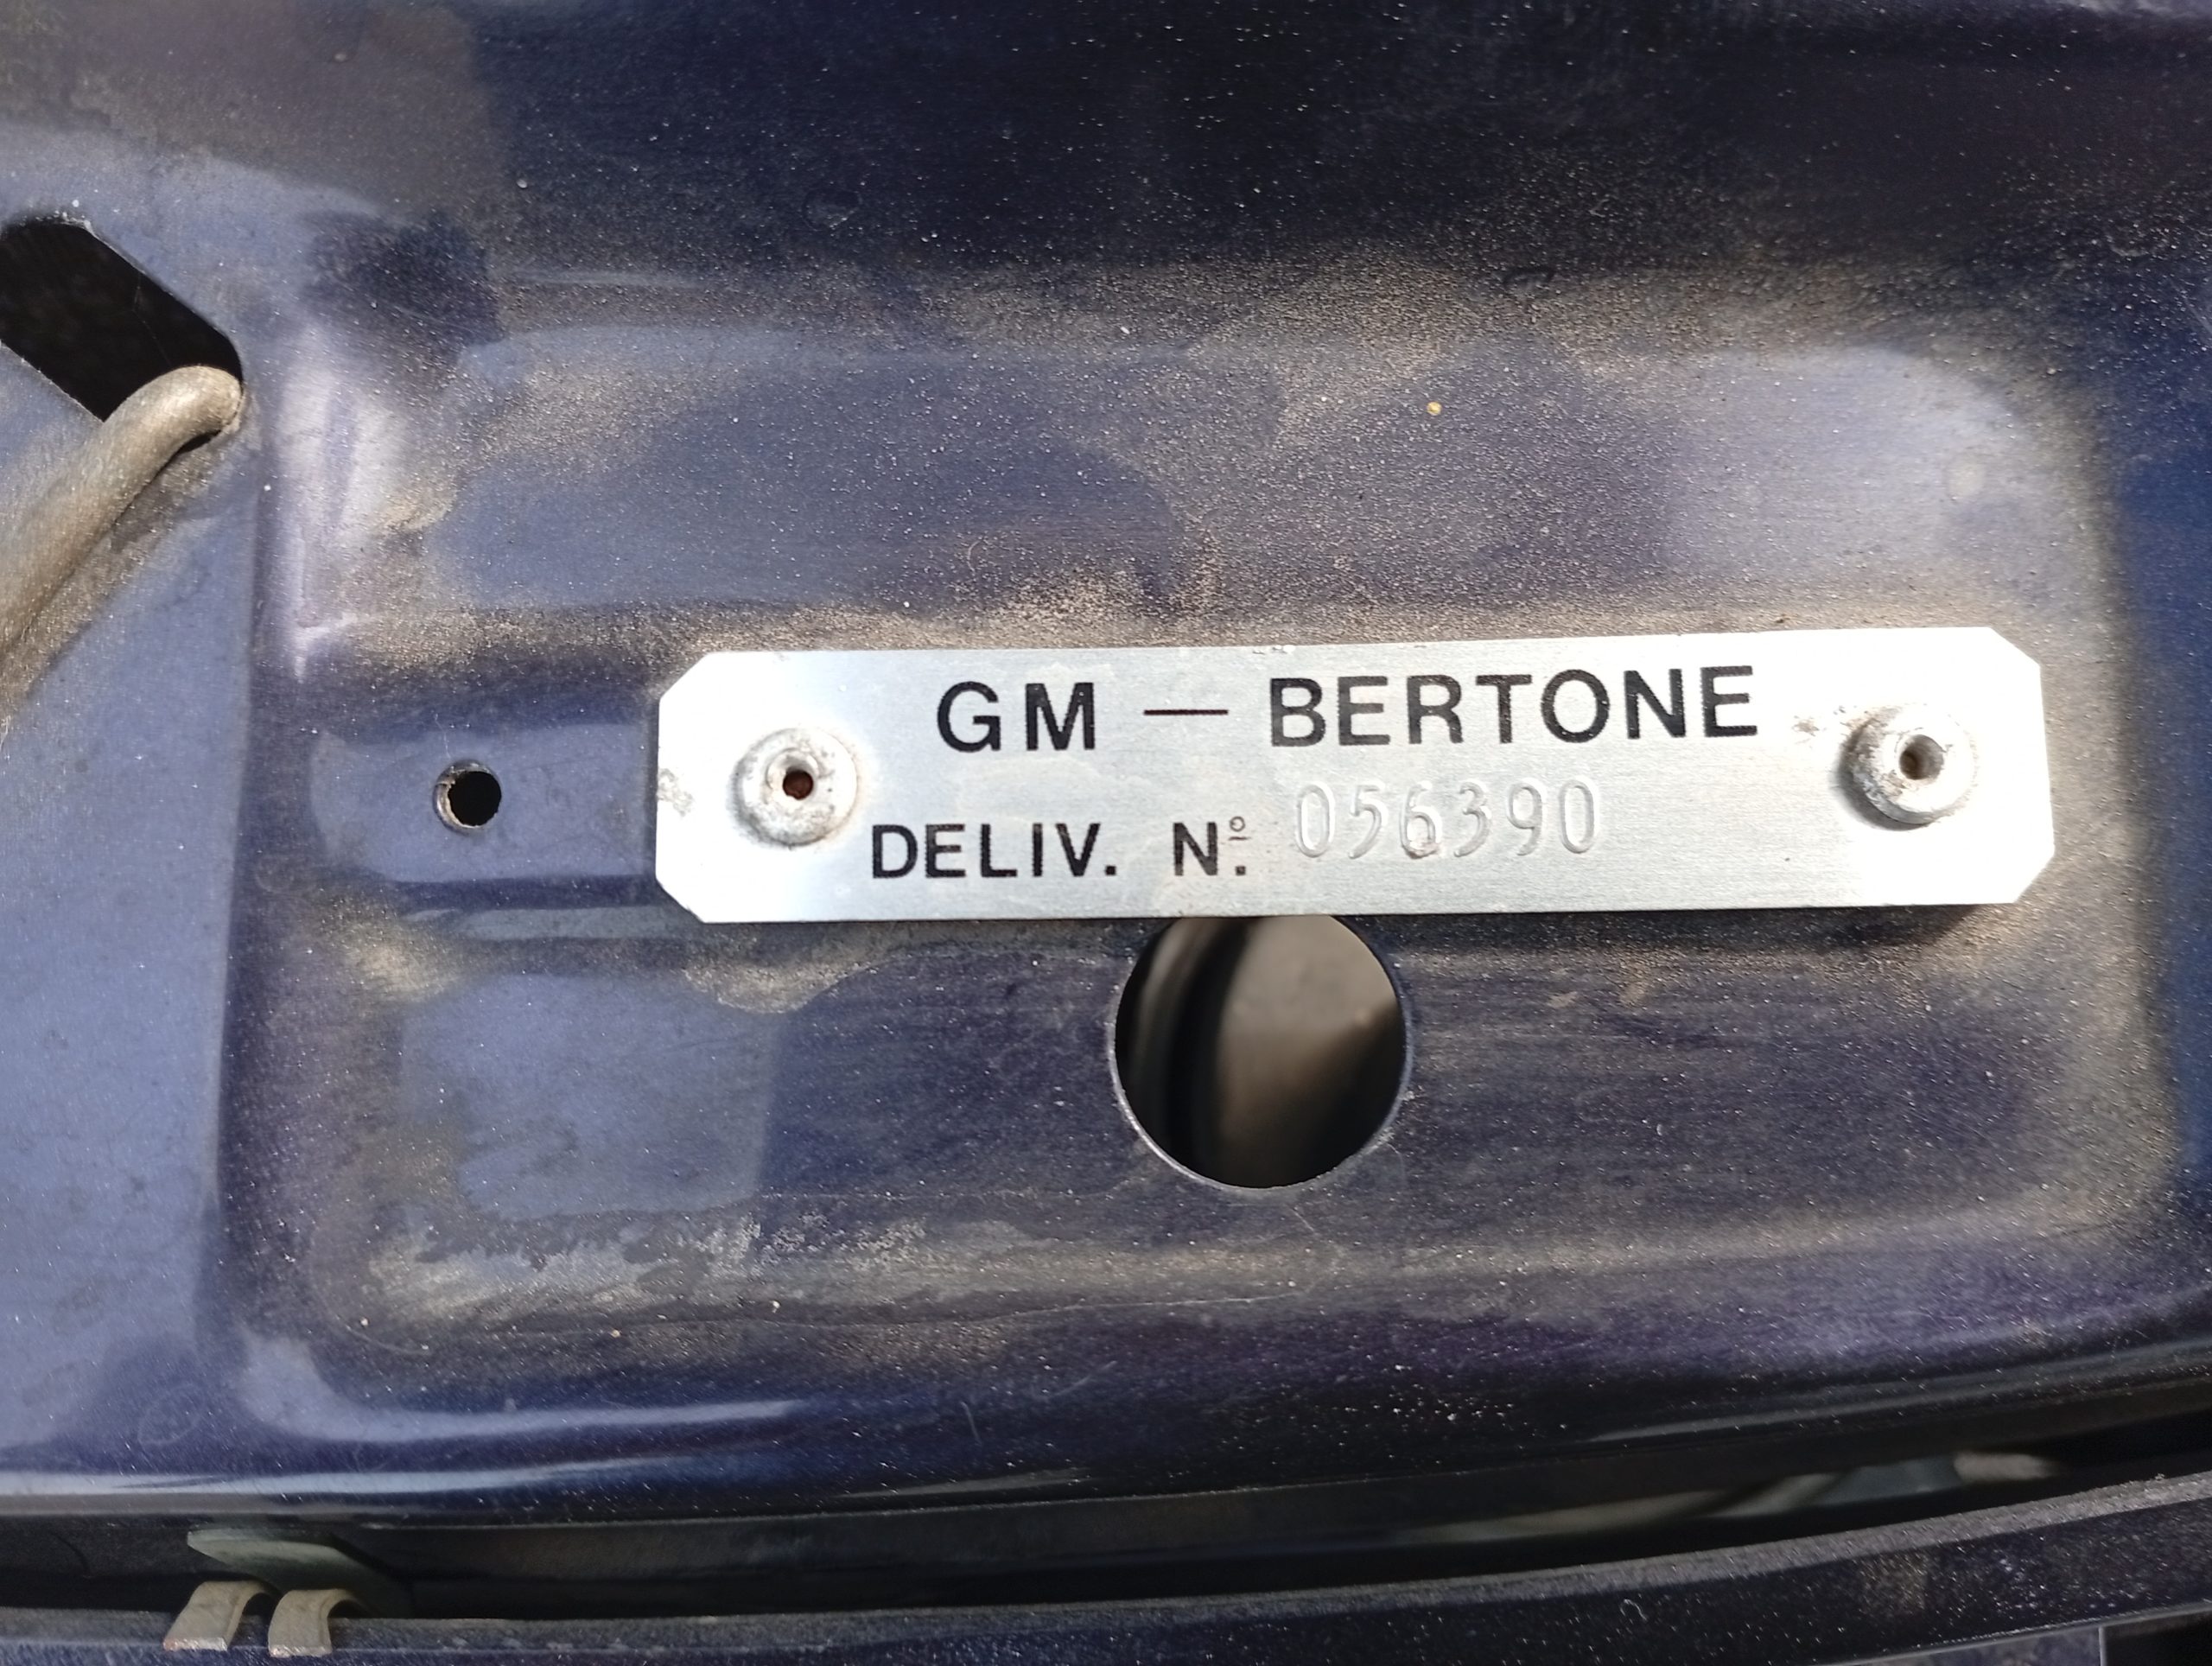 GM — BERTONE
DELIV. Nº. 056390